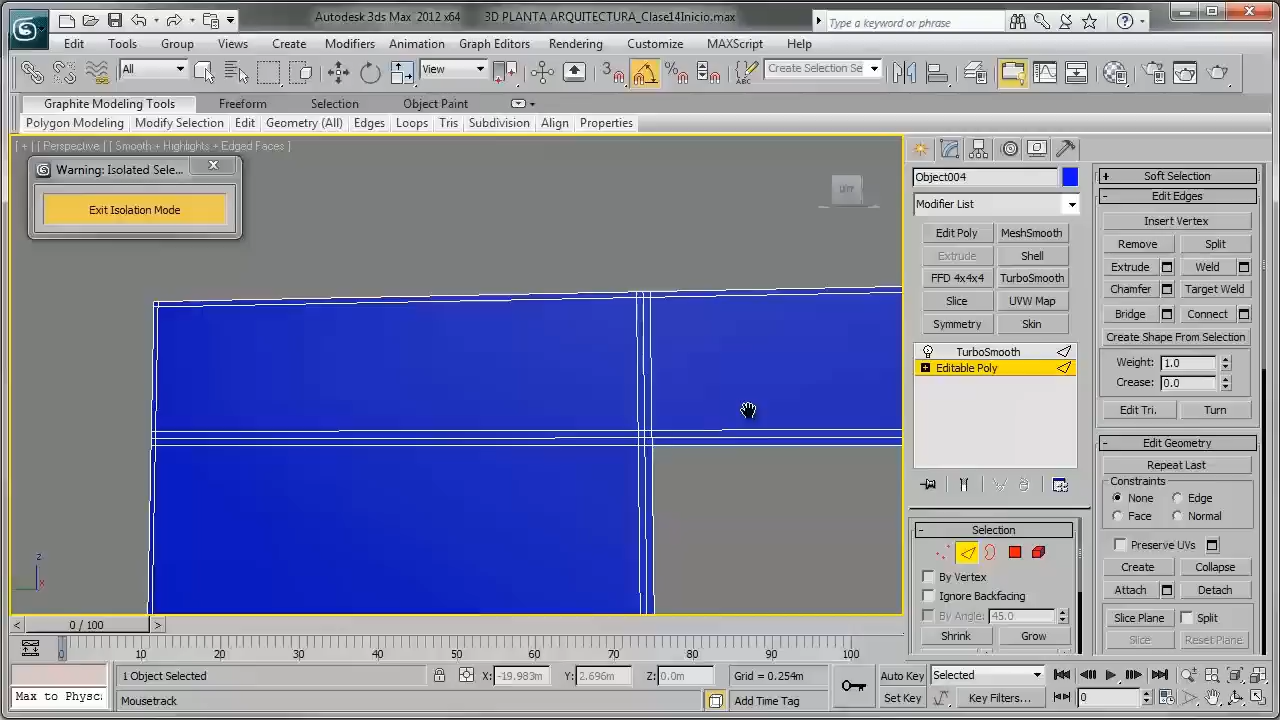 Autodesk 3ds Max 2012 x64    3D PLANTA ARQUITECTURA_Clase14Inicio.max
Type a keyword or phrase
Edit Tools Group Views Create Modifiers Animation Graph Editors Rendering Customize MAXScript Help
All View 3 Create Selection Se
Graphite Modeling Tools Freeform Selection Object Paint
Polygon Modeling Modify Selection Edit Geometry (All) Edges Loops Tris Subdivision Align Properties
[ + ] [ Perspective ] [ Smooth + Highlights + Edged Faces ]
Warning: Isolated Sele...
Exit Isolation Mode
Object004
Modifier List
Edit Poly MeshSmooth
Extrude Shell
FFD 4x4x4 TurboSmooth
Slice UVW Map
Symmetry Skin
TurboSmooth
Editable Poly
- Selection
By Vertex
Ignore Backfacing
By Angle: 45.0
Shrink Grow
+ Soft Selection
- Edit Edges
Insert Vertex
Remove Split
Extrude Weld
Chamfer Target Weld
Bridge Connect
Create Shape From Selection
Weight: 1.0
Crease: 0.0
Edit Tri. Turn
- Edit Geometry
Repeat Last
Constraints
None Edge
Face Normal
Preserve UVs
Create Collapse
Attach Detach
Slice Plane Split
Slice Reset Plane
z
x
< 0 / 100 >
0 10 20 30 40 50 60 70 80 90 100
1 Object Selected X: -19.983m Y: 2.696m Z: 0.0m Grid = 0.254m Auto Key Selected
Max to Physc Mousetrack Add Time Tag Set Key Key Filters... 0